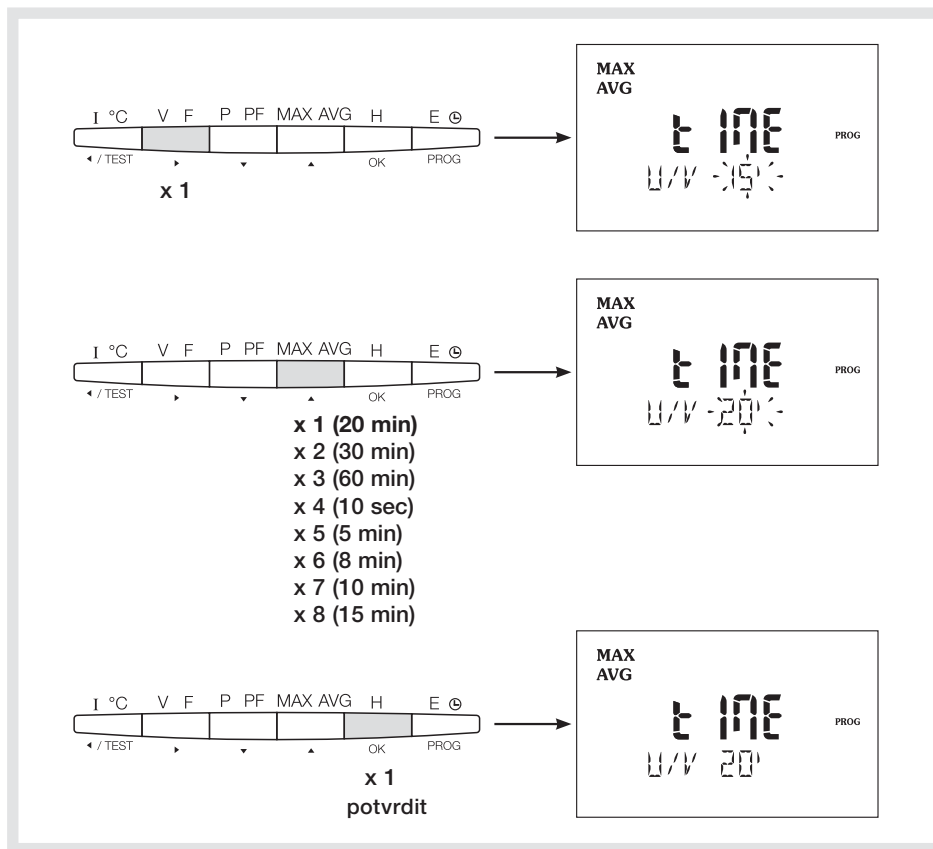 MAX
AVG
I °C V F P PF MAX AVG H E
t IME PROG
◂ / TEST ▸ ▾ ▴ OK PROG
U/V 15'
x 1
MAX
AVG
I °C V F P PF MAX AVG H E
t IME PROG
◂ / TEST ▸ ▾ ▴ OK PROG
U/V 20'
x 1 (20 min)
x 2 (30 min)
x 3 (60 min)
x 4 (10 sec)
x 5 (5 min)
x 6 (8 min)
x 7 (10 min)
x 8 (15 min)
MAX
AVG
I °C V F P PF MAX AVG H E
t IME PROG
◂ / TEST ▸ ▾ ▴ OK PROG
U/V 20'
x 1
potvrdit